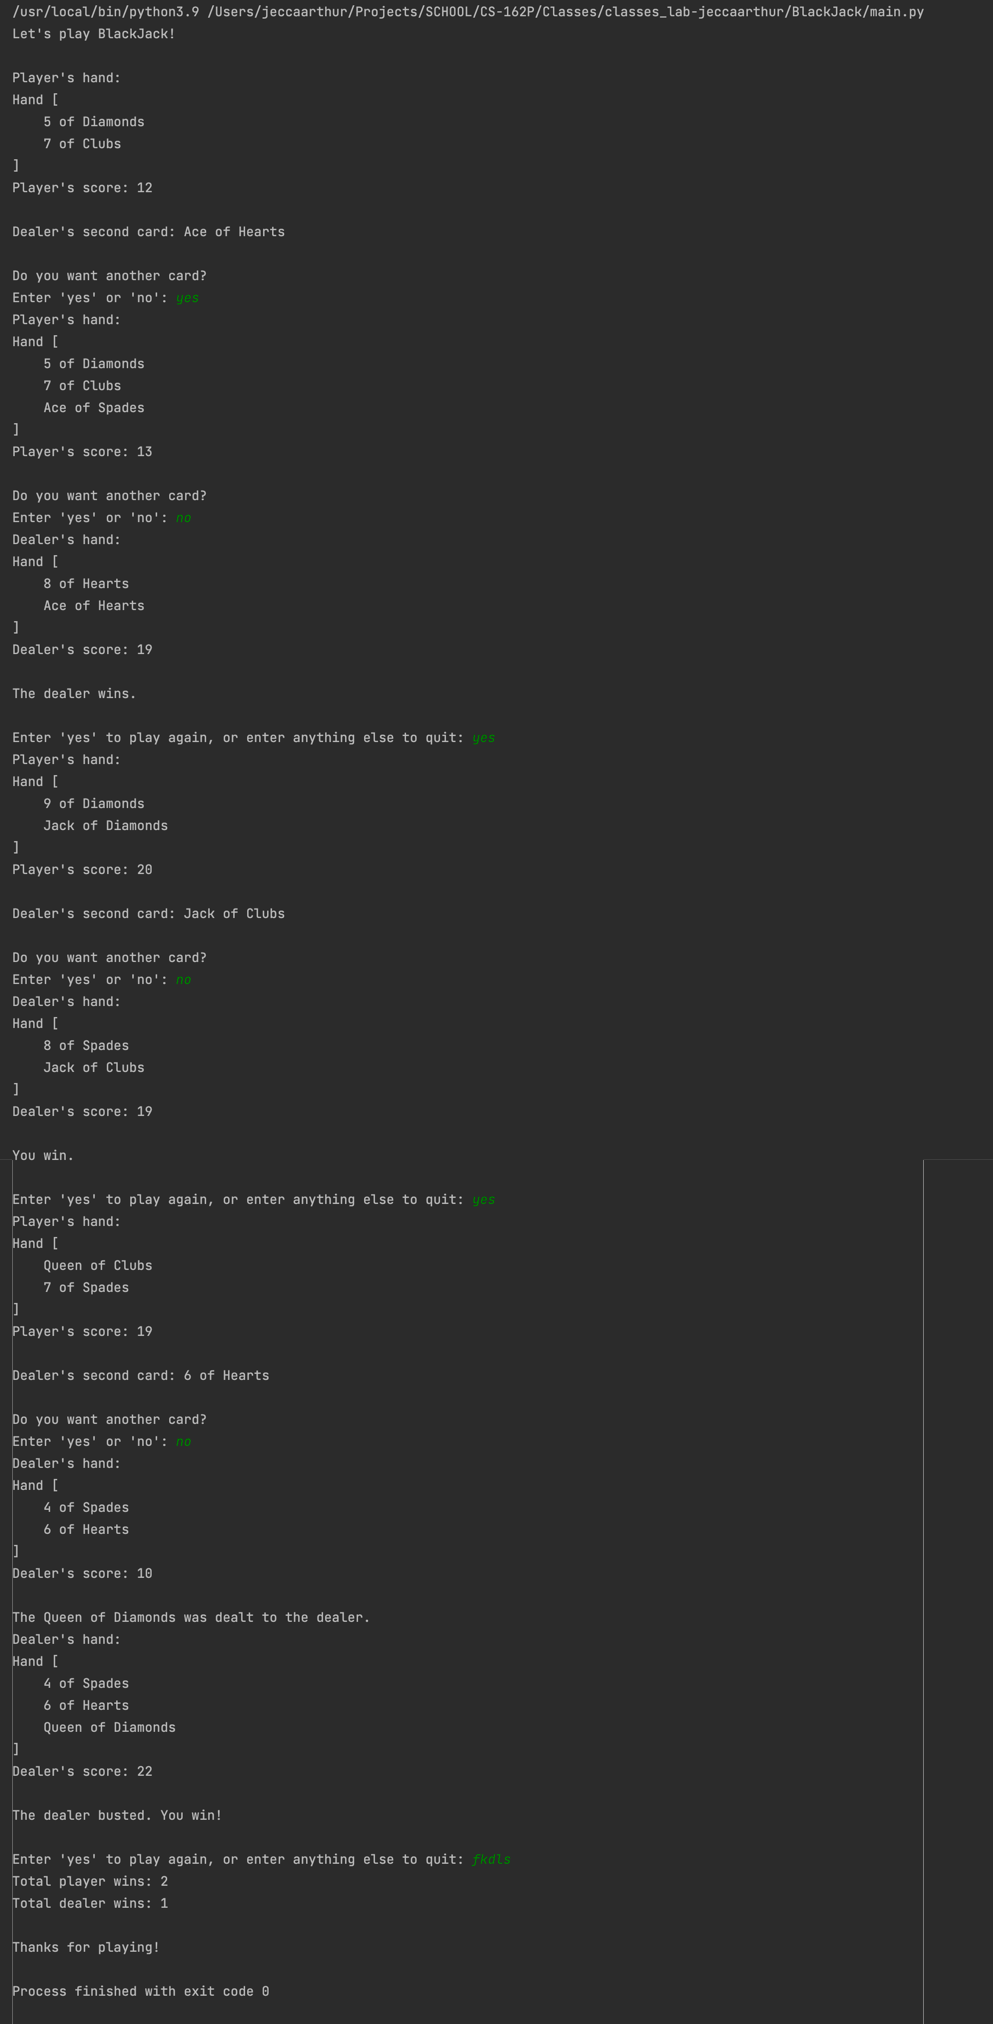 /usr/local/bin/python3.9 /Users/jeccaarthur/Projects/SCHOOL/CS-162P/Classes/classes_lab-jeccaarthur/BlackJack/main.py
Let's play BlackJack!
Player's hand:
Hand [
5 of Diamonds
7 of Clubs
]
Player's score: 12
Dealer's second card: Ace of Hearts
Do you want another card?
Enter 'yes' or 'no': yes
Player's hand:
Hand [
5 of Diamonds
7 of Clubs
Ace of Spades
]
Player's score: 13
Do you want another card?
Enter 'yes' or 'no': no
Dealer's hand:
Hand [
8 of Hearts
Ace of Hearts
]
Dealer's score: 19
The dealer wins.
Enter 'yes' to play again, or enter anything else to quit: yes
Player's hand:
Hand [
9 of Diamonds
Jack of Diamonds
]
Player's score: 20
Dealer's second card: Jack of Clubs
Do you want another card?
Enter 'yes' or 'no': no
Dealer's hand:
Hand [
8 of Spades
Jack of Clubs
]
Dealer's score: 19
You win.
Enter 'yes' to play again, or enter anything else to quit: yes
Player's hand:
Hand [
Queen of Clubs
7 of Spades
]
Player's score: 19
Dealer's second card: 6 of Hearts
Do you want another card?
Enter 'yes' or 'no': no
Dealer's hand:
Hand [
4 of Spades
6 of Hearts
]
Dealer's score: 10
The Queen of Diamonds was dealt to the dealer.
Dealer's hand:
Hand [
4 of Spades
6 of Hearts
Queen of Diamonds
]
Dealer's score: 22
The dealer busted. You win!
Enter 'yes' to play again, or enter anything else to quit: fkdls
Total player wins: 2
Total dealer wins: 1
Thanks for playing!
Process finished with exit code 0